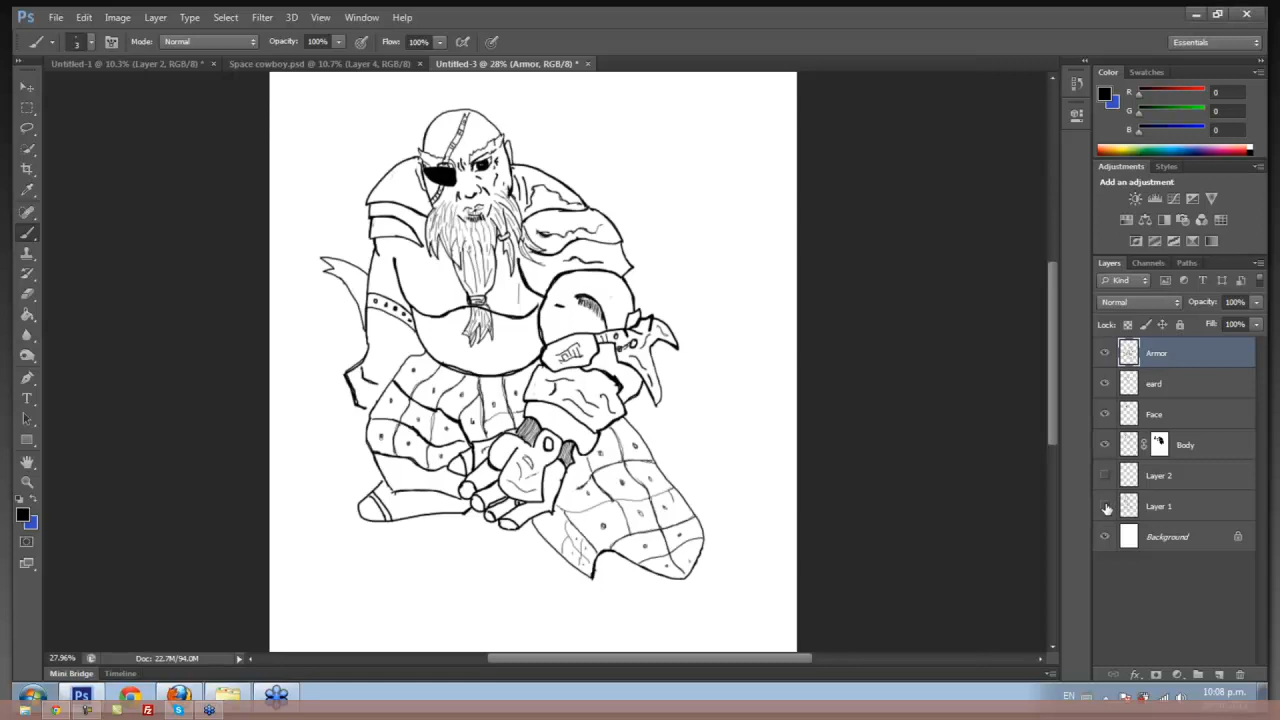 Ps File Edit Image Layer Type Select Filter 3D View Window Help
3 Mode: Normal Opacity: 100% Flow: 100% Essentials
Untitled-1 @ 10.3% (Layer 2, RGB/8) * × Space cowboy.psd @ 10.7% (Layer 4, RGB/8) × Untitled-3 @ 28% (Armor, RGB/8) * ×
Color Swatches
R 0
G 0
B 0
Adjustments Styles
Add an adjustment
Layers Channels Paths
Kind
Normal Opacity: 100%
Lock: Fill: 100%
Armor
eard
Face
Body
Layer 2
Layer 1
Background
27.96% Doc: 22.7M/94.0M
Mini Bridge Timeline
Ps EN 10:08 p.m.